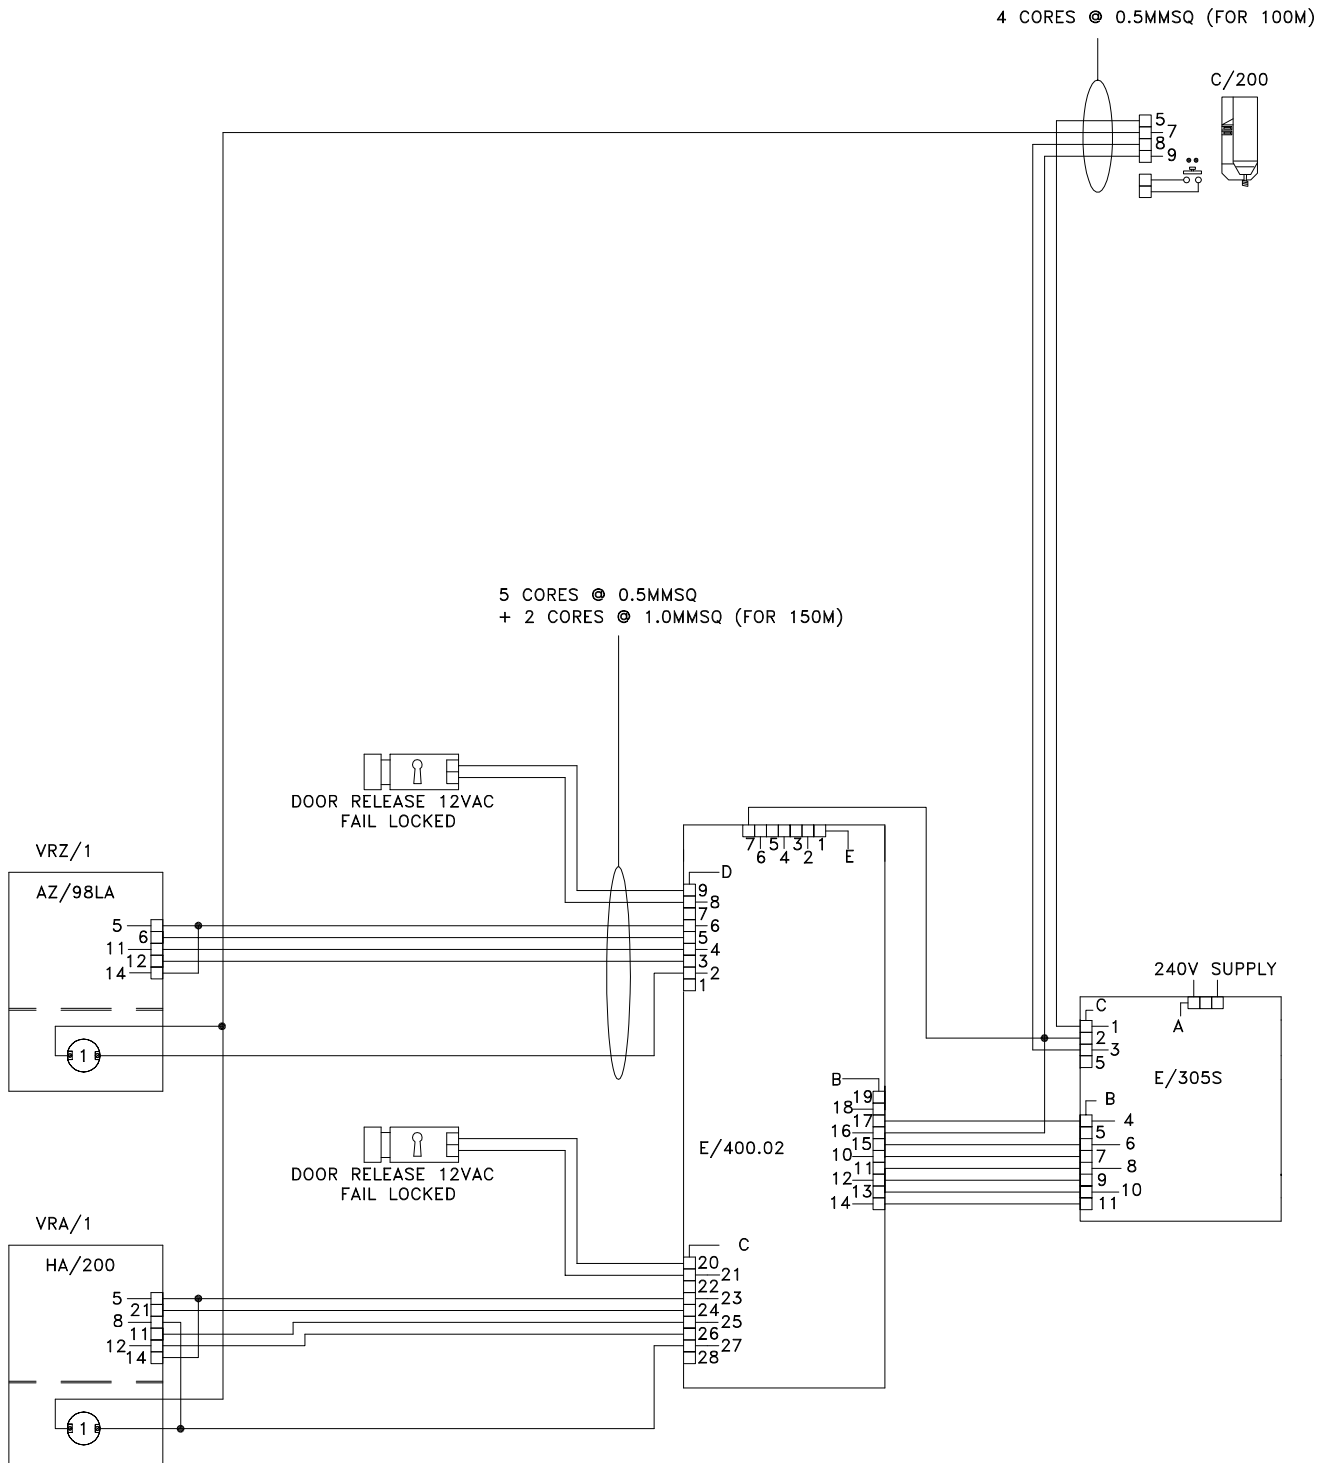 4 CORES @ 0.5MMSQ (FOR 100M)
C/200
5
7
8
9
5 CORES @ 0.5MMSQ
+ 2 CORES @ 1.0MMSQ (FOR 150M)
DOOR RELEASE 12VAC
FAIL LOCKED
VRZ/1
AZ/98LA
5
6
11
12
14
1
7 5 3 1
6 4 2 E
D
9
8
7
6
5
4
3
2
1
240V SUPPLY
A
C
1
2
3
5
E/305S
B
4
5
6
7
8
9
10
11
B
19
18
17
16
15
10
11
12
13
14
E/400.02
DOOR RELEASE 12VAC
FAIL LOCKED
VRA/1
HA/200
5
21
8
11
12
14
1
C
20
21
22
23
24
25
26
27
28